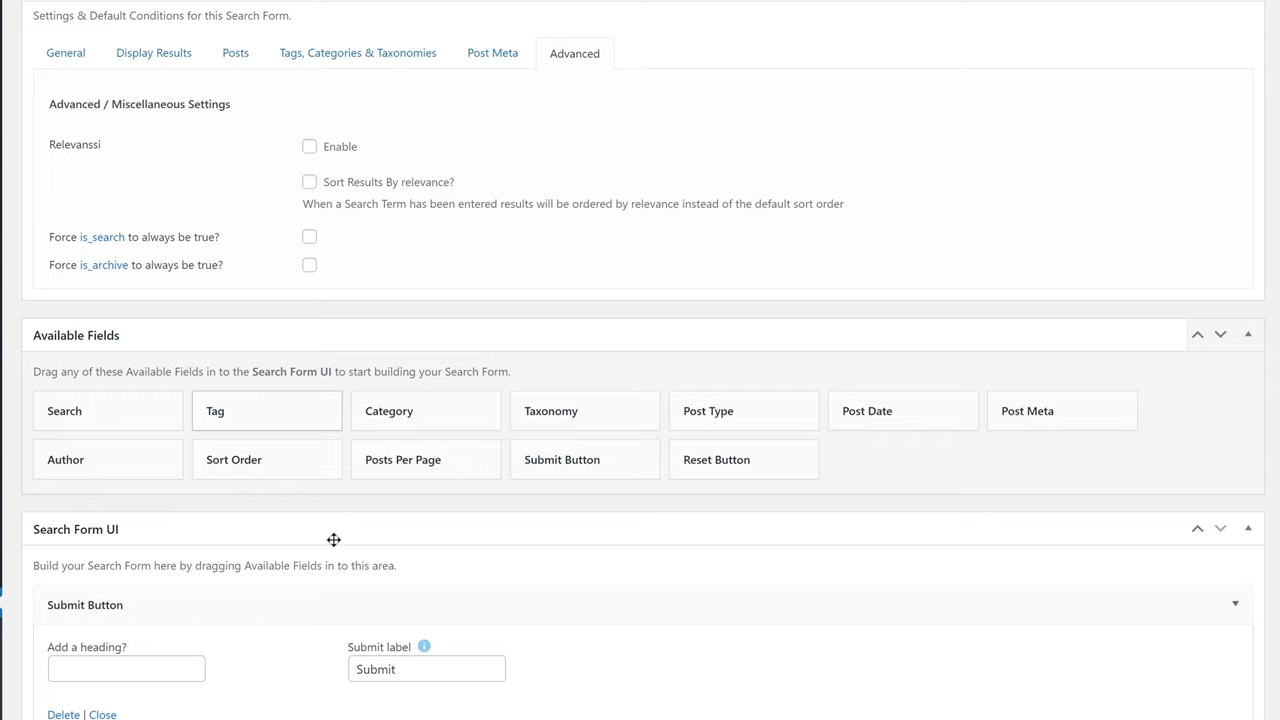 Settings & Default Conditions for this Search Form.
General Display Results Posts Tags, Categories & Taxonomies Post Meta Advanced
Advanced / Miscellaneous Settings
Relevanssi Enable
Sort Results By relevance?
When a Search Term has been entered results will be ordered by relevance instead of the default sort order
Force is_search to always be true?
Force is_archive to always be true?
Available Fields
Drag any of these Available Fields in to the Search Form UI to start building your Search Form.
Search Tag Category Taxonomy Post Type Post Date Post Meta
Author Sort Order Posts Per Page Submit Button Reset Button
Search Form UI
Build your Search Form here by dragging Available Fields in to this area.
Submit Button
Add a heading? Submit label i
Submit
Delete | Close